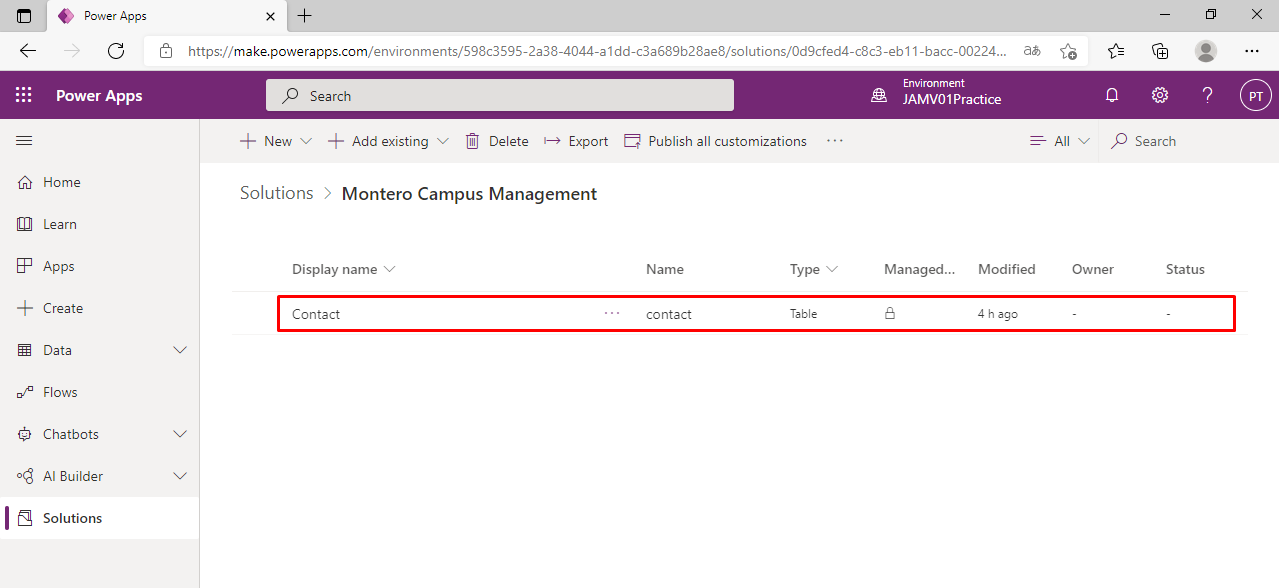 Power Apps
https://make.powerapps.com/environments/598c3595-2a38-4044-a1dd-c3a689b28ae8/solutions/0d9cfed4-c8c3-eb11-bacc-00224...
aあ
Power Apps
Search
Environment
JAMV01Practice
?
PT
New
Add existing
Delete
Export
Publish all customizations
...
All
Search
Home
Learn
Apps
Create
Data
Flows
Chatbots
AI Builder
Solutions
Solutions > Montero Campus Management
Display name Name Type Managed... Modified Owner Status
Contact ... contact Table 4 h ago - -